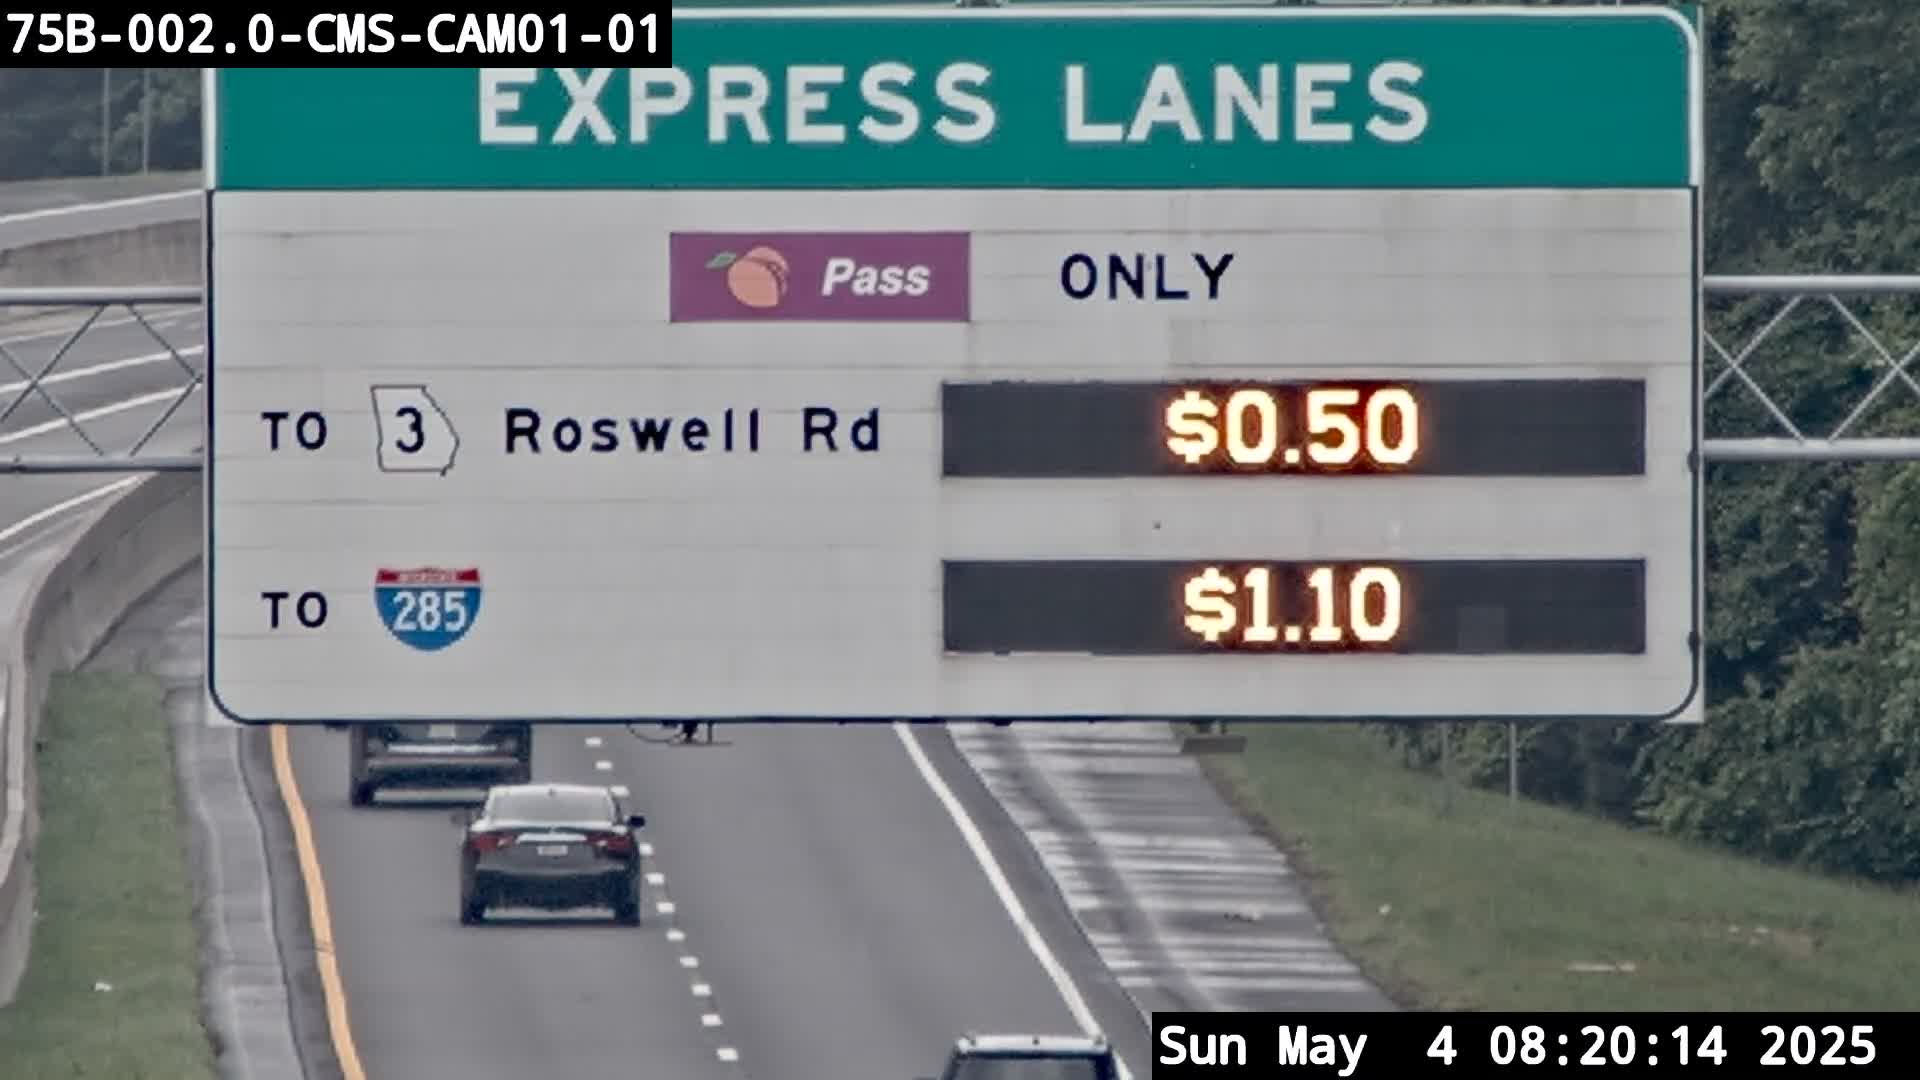 75B-002.0-CMS-CAM01-01
EXPRESS LANES
Pass ONLY
TO 3 Roswell Rd $0.50
TO 285 $1.10
Sun May 4 08:20:14 2025